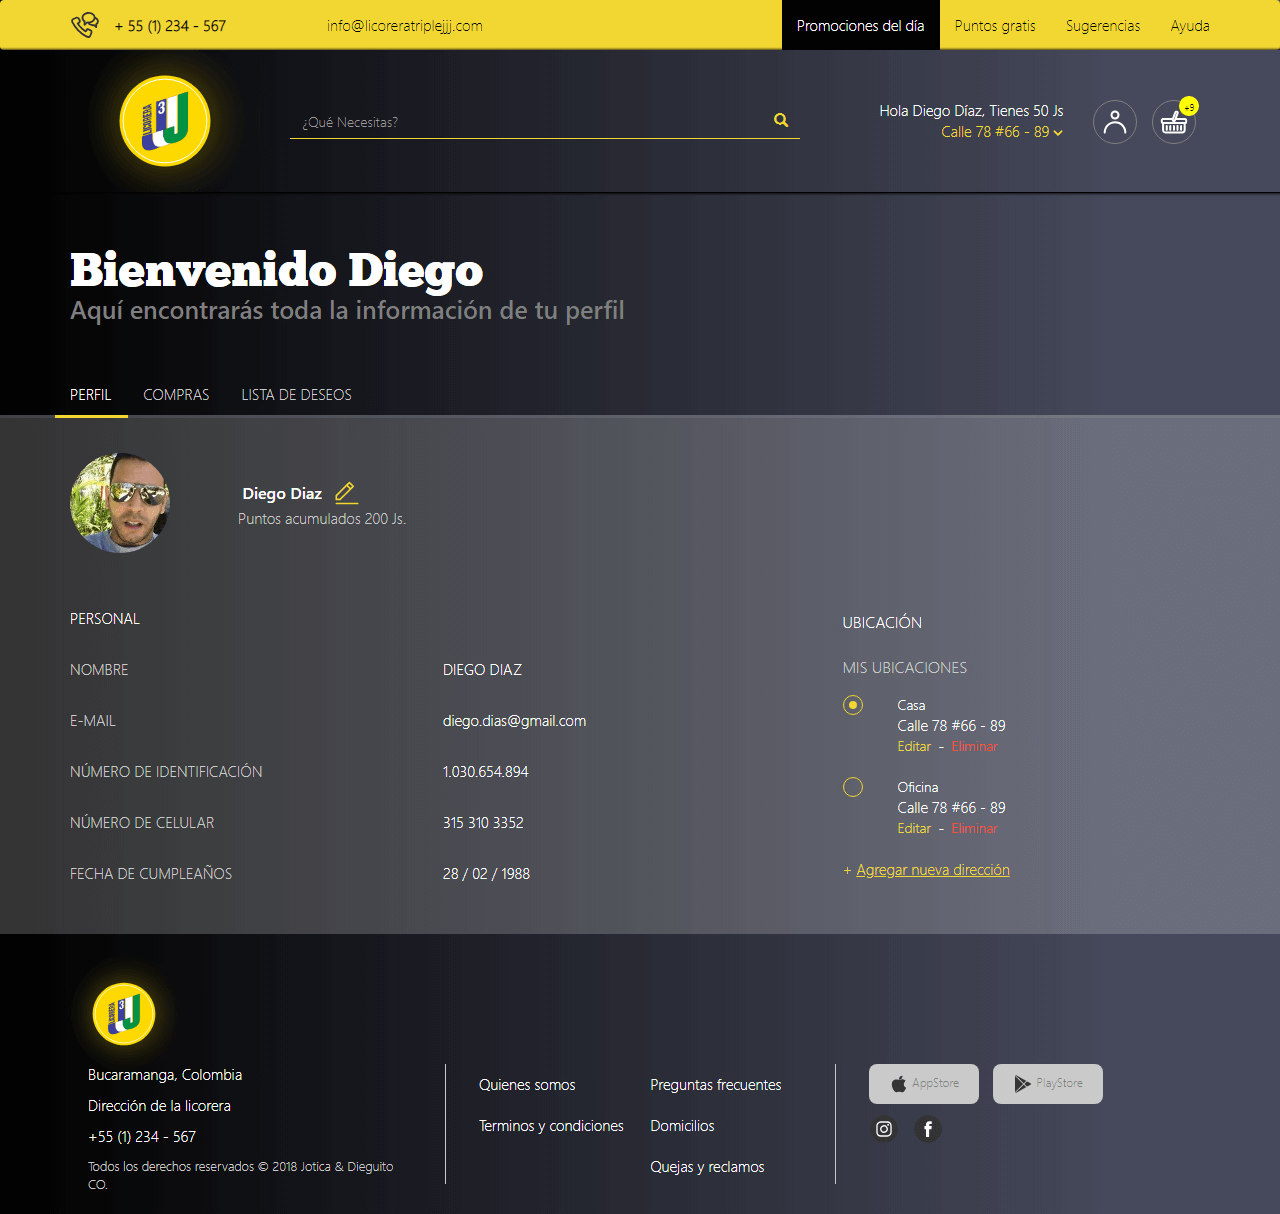 + 55 (1) 234 - 567
info@licoreratriplejjj.com
Promociones del día
Puntos gratis
Sugerencias
Ayuda
LICORERA 3 J
¿Qué Necesitas?
Hola Diego Díaz, Tienes 50 Js
Calle 78 #66 - 89
+9
Bienvenido Diego
Aquí encontrarás toda la información de tu perfil
PERFIL
COMPRAS
LISTA DE DESEOS
Diego Diaz
Puntos acumulados 200 Js.
PERSONAL
NOMBRE
DIEGO DIAZ
E-MAIL
diego.dias@gmail.com
NÚMERO DE IDENTIFICACIÓN
1.030.654.894
NÚMERO DE CELULAR
315 310 3352
FECHA DE CUMPLEAÑOS
28 / 02 / 1988
UBICACIÓN
MIS UBICACIONES
Casa
Calle 78 #66 - 89
Editar - Eliminar
Oficina
Calle 78 #66 - 89
Editar - Eliminar
+ Agregar nueva dirección
LICORERA 3 J
Bucaramanga, Colombia
Dirección de la licorera
+55 (1) 234 - 567
Todos los derechos reservados © 2018 Jotica & Dieguito
CO.
Quienes somos
Terminos y condiciones
Preguntas frecuentes
Domicilios
Quejas y reclamos
AppStore
PlayStore